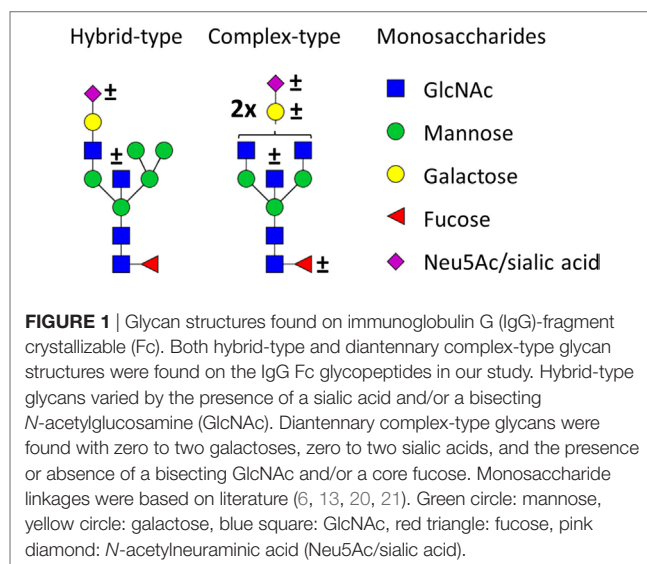 Hybrid-type Complex-type Monosaccharides
±
2x ±
±
±
±
±
GlcNAc
Mannose
Galactose
Fucose
Neu5Ac/sialic acid
FIGURE 1 | Glycan structures found on immunoglobulin G (IgG)-fragment
crystallizable (Fc). Both hybrid-type and diantennary complex-type glycan
structures were found on the IgG Fc glycopeptides in our study. Hybrid-type
glycans varied by the presence of a sialic acid and/or a bisecting
N-acetylglucosamine (GlcNAc). Diantennary complex-type glycans were
found with zero to two galactoses, zero to two sialic acids, and the presence
or absence of a bisecting GlcNAc and/or a core fucose. Monosaccharide
linkages were based on literature (6, 13, 20, 21). Green circle: mannose,
yellow circle: galactose, blue square: GlcNAc, red triangle: fucose, pink
diamond: N-acetylneuraminic acid (Neu5Ac/sialic acid).